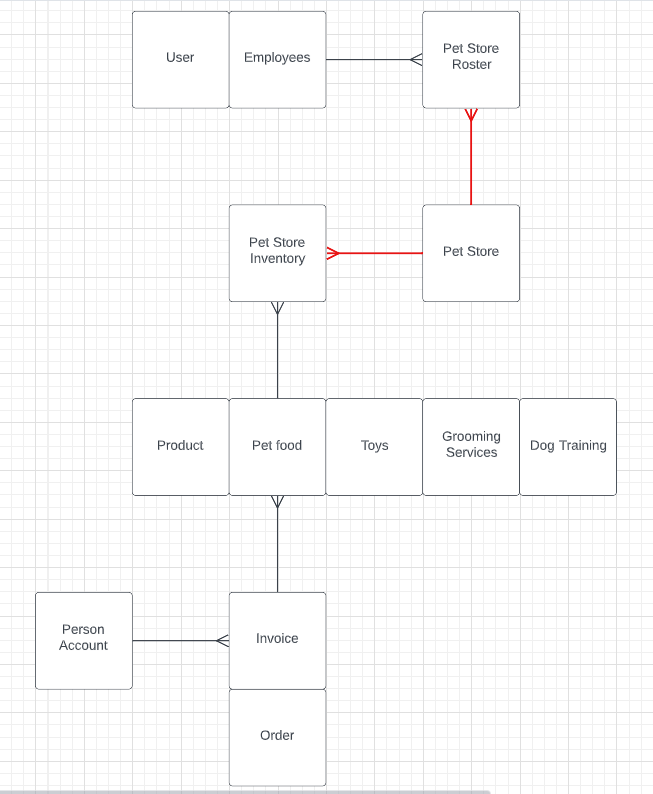 User
Employees
Pet Store
Roster
Pet Store
Inventory
Pet Store
Product
Pet food
Toys
Grooming
Services
Dog Training
Person
Account
Invoice
Order